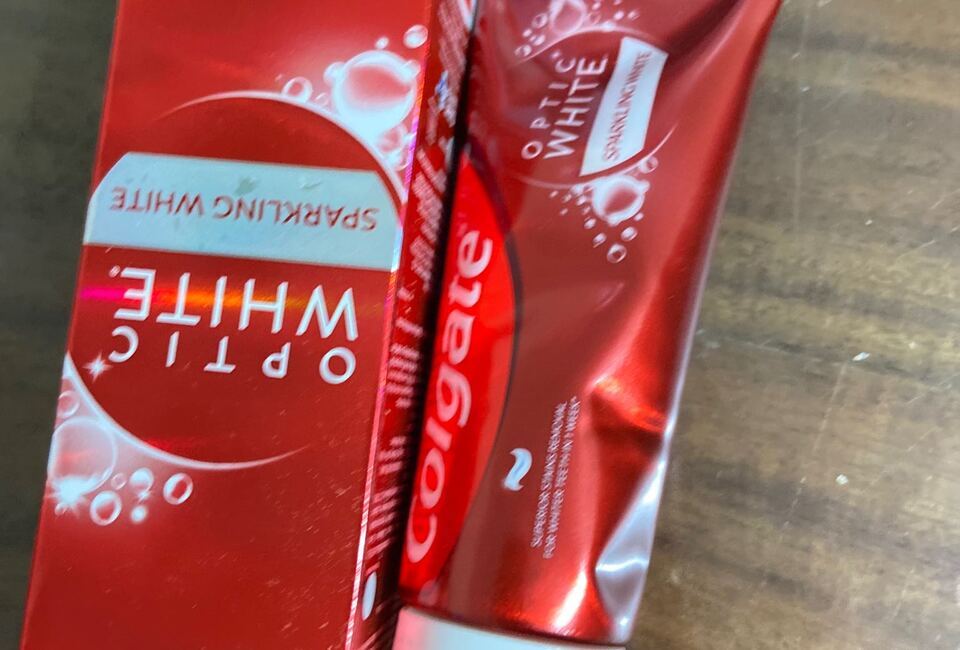 OPTIC
WHITE®
SPARKLING WHITE
Colgate
OPTIC
WHITE
SPARKLING WHITE
SUPERIOR STAINS REMOVAL
FOR WHITER TEETH IN 1 WEEK*